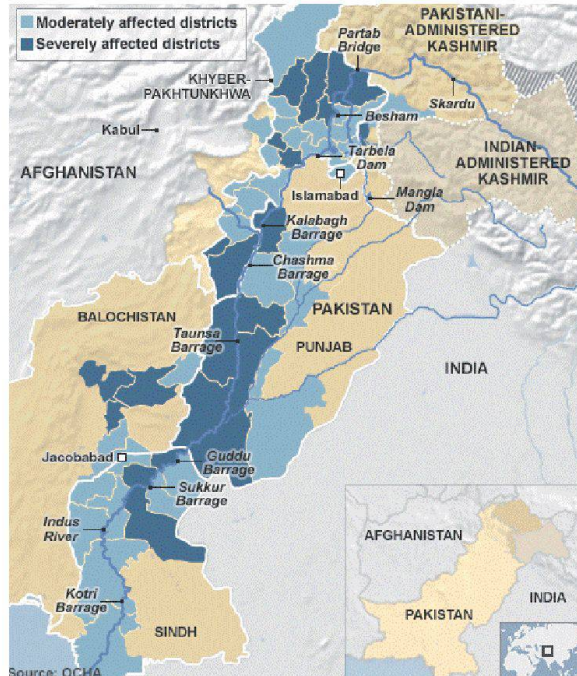 Moderately affected districts
Severely affected districts
PAKISTANI-
ADMINISTERED
KASHMIR
Partab
Bridge
KHYBER-
PAKHTUNKHWA
Skardu
Besham
Kabul
INDIAN-
ADMINISTERED
KASHMIR
Tarbela
Dam
AFGHANISTAN
Islamabad
Mangla
Dam
Kalabagh
Barrage
Chashma
Barrage
BALOCHISTAN
PAKISTAN
Taunsa
Barrage
PUNJAB
INDIA
Jacobabad
Guddu
Barrage
Sukkur
Barrage
Indus
River
AFGHANISTAN
INDIA
PAKISTAN
Kotri
Barrage
SINDH
Source: OCHA